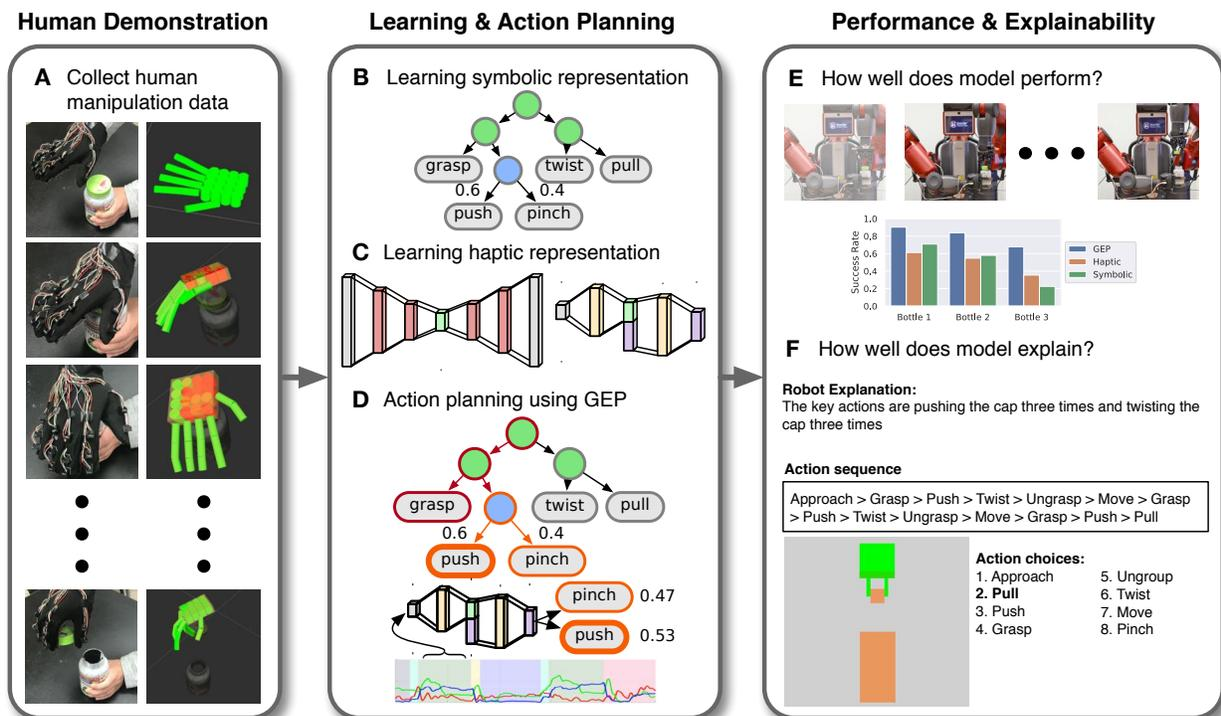 Human Demonstration
Learning & Action Planning
Performance & Explainability
A Collect human
manipulation data
B Learning symbolic representation
grasp
twist
pull
0.6
0.4
push
pinch
C Learning haptic representation
D Action planning using GEP
grasp
twist
pull
0.6
0.4
push
pinch
pinch 0.47
push 0.53
E How well does model perform?
1.0
0.8
0.6
0.4
0.2
0.0
Success Rate
Bottle 1
Bottle 2
Bottle 3
GEP
Haptic
Symbolic
F How well does model explain?
Robot Explanation:
The key actions are pushing the cap three times and twisting the
cap three times
Action sequence
Approach > Grasp > Push > Twist > Ungrasp > Move > Grasp
> Push > Twist > Ungrasp > Move > Grasp > Push > Pull
Action choices:
1. Approach
2. Pull
3. Push
4. Grasp
5. Ungroup
6. Twist
7. Move
8. Pinch